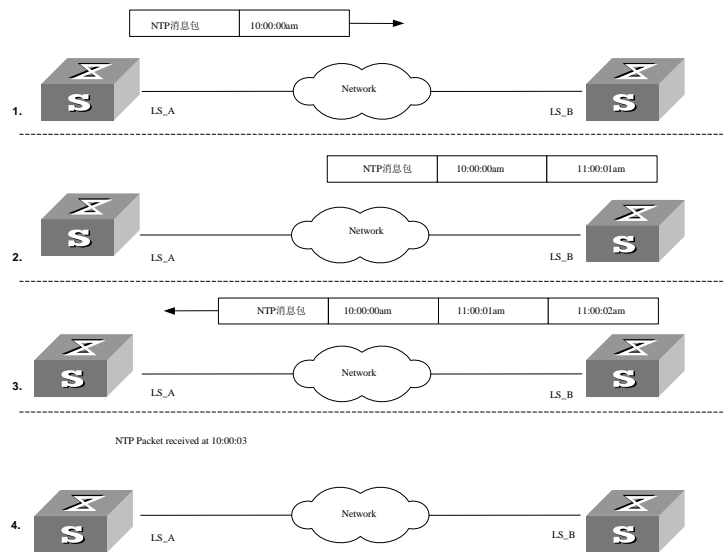 NTP消息包 10:00:00am
Network
1. LS_A LS_B
NTP消息包 10:00:00am 11:00:01am
Network
2. LS_A LS_B
NTP消息包 10:00:00am 11:00:01am 11:00:02am
Network
3. LS_A LS_B
NTP Packet received at 10:00:03
Network
4. LS_A LS_B
S
S
S
S
S
S
S
S